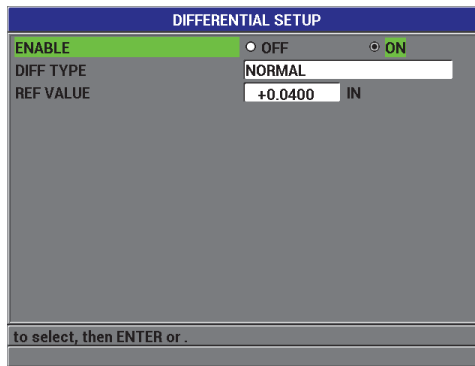 DIFFERENTIAL SETUP
ENABLE OFF ON
DIFF TYPE NORMAL
REF VALUE +0.0400 IN
to select, then ENTER or .